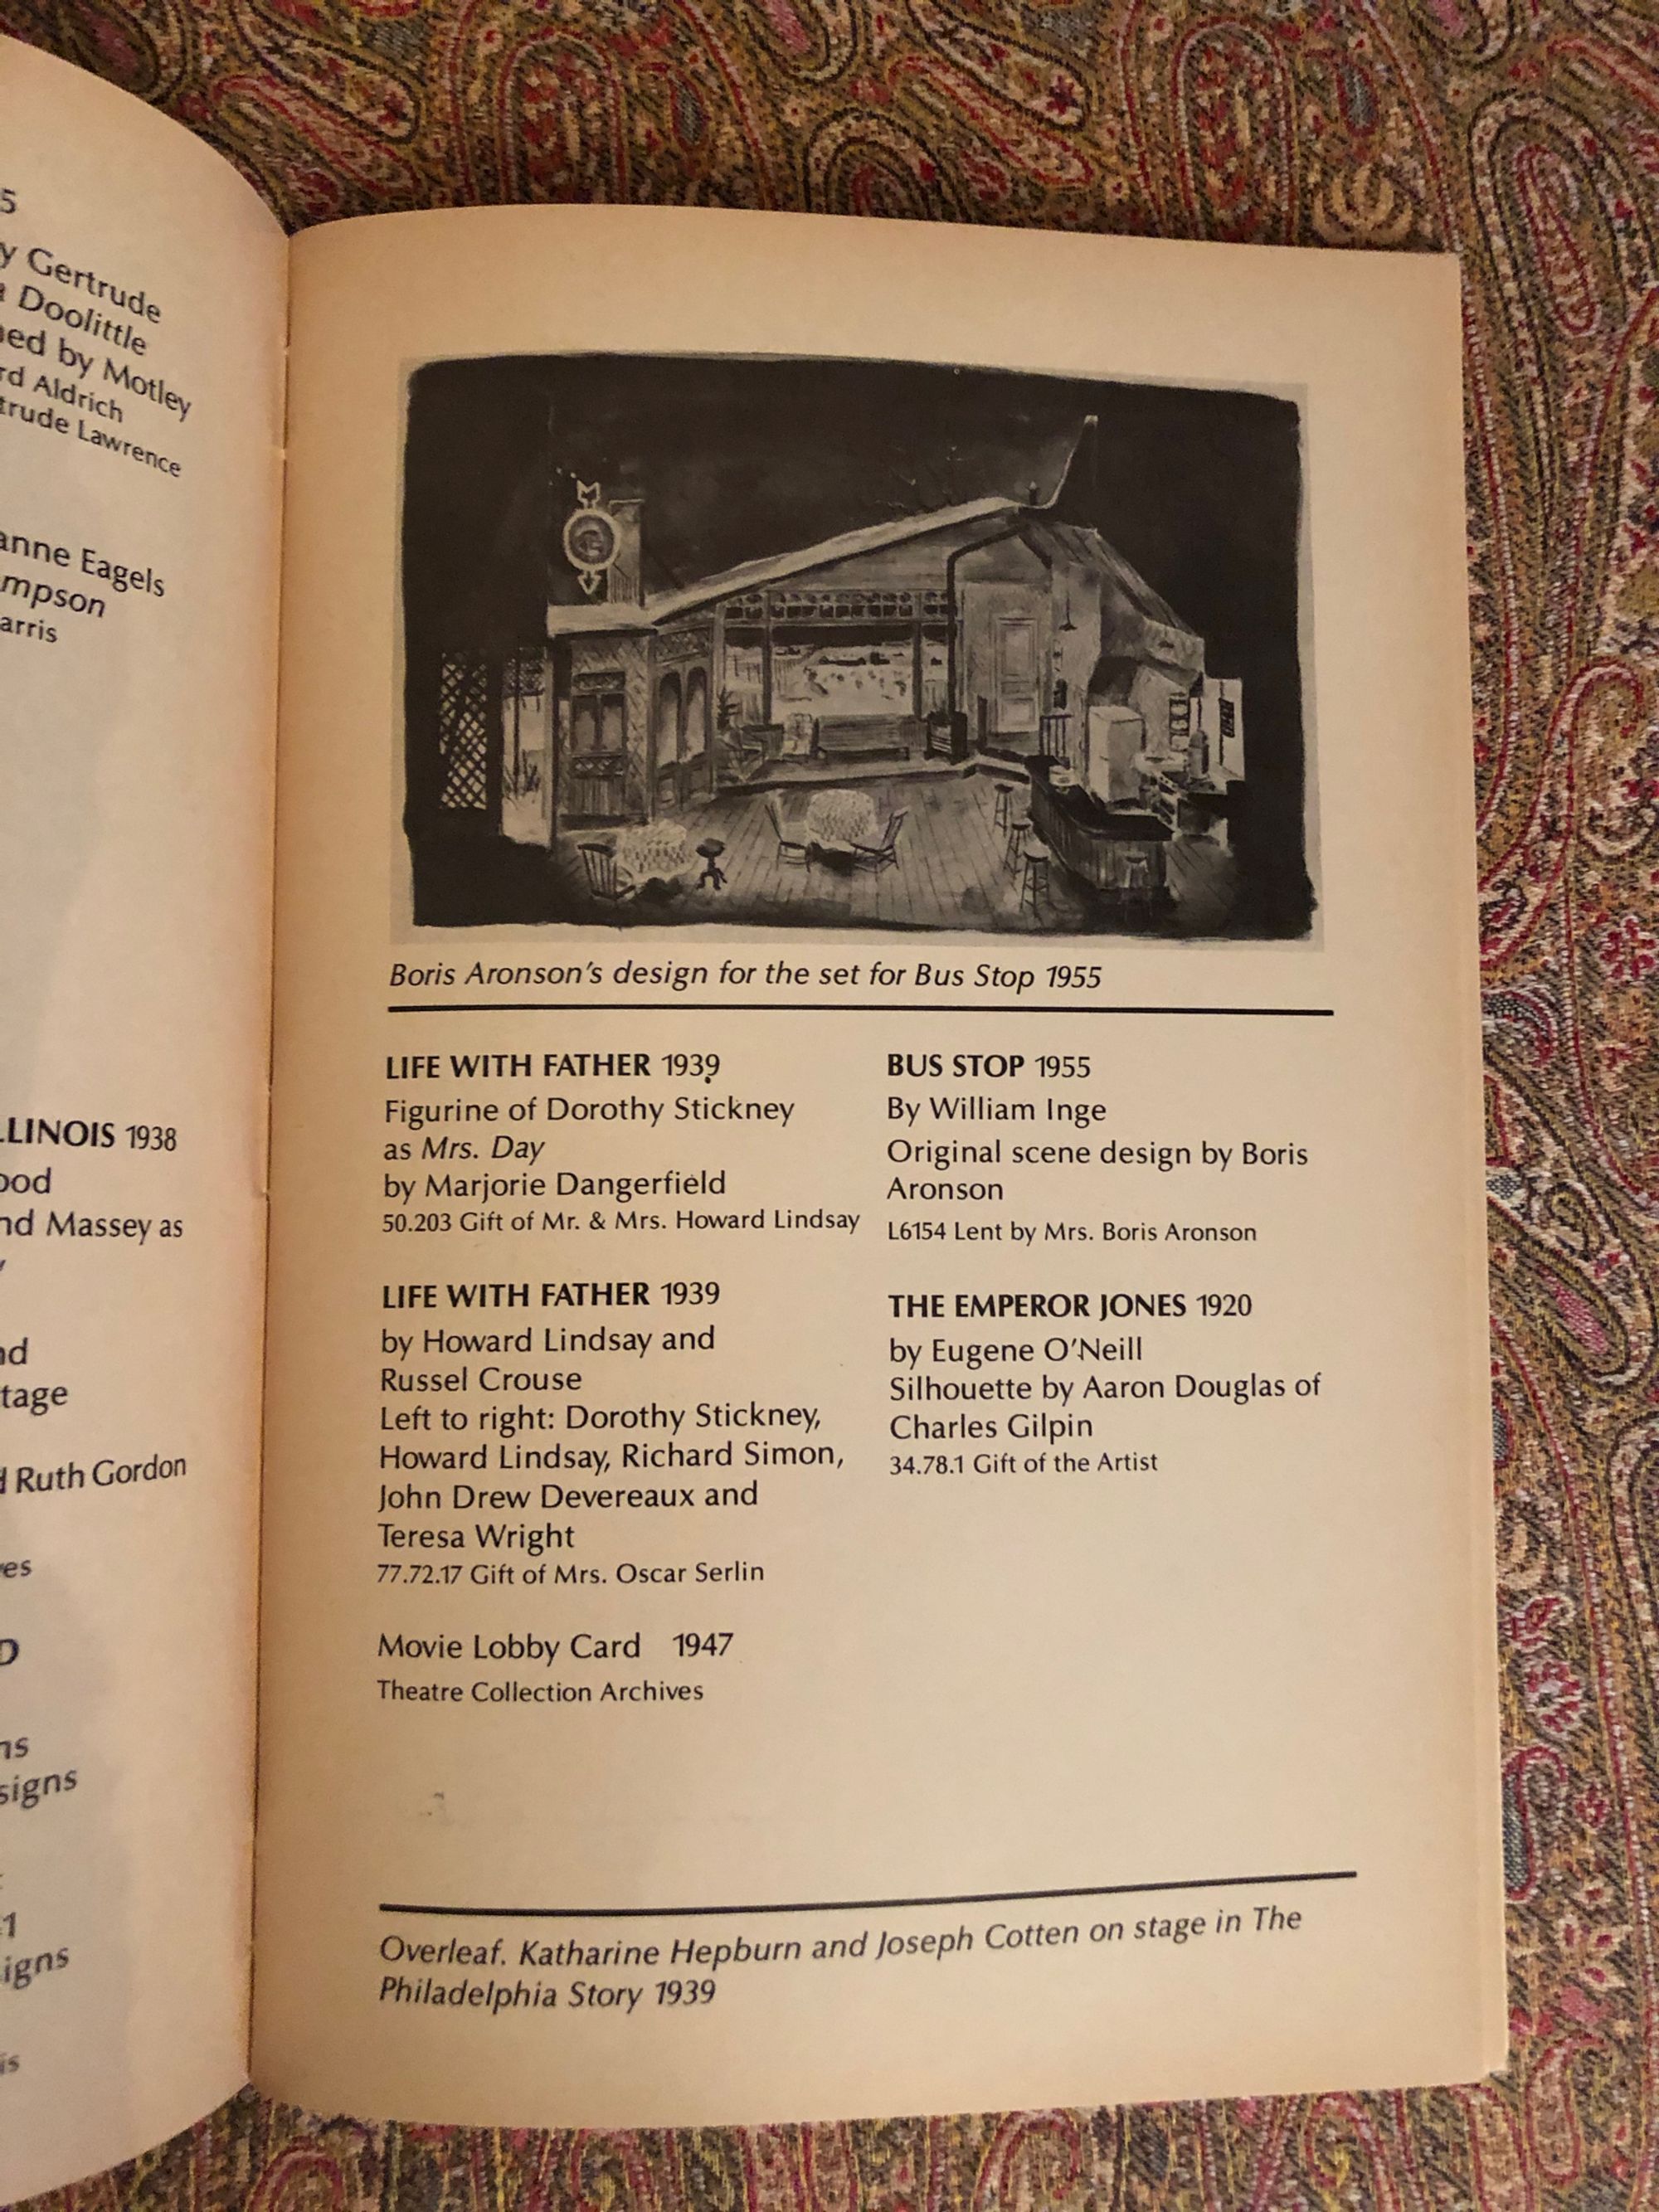 5
y Gertrude
a Doolittle
ned by Motley
rd Aldrich
trude Lawrence
anne Eagels
mpson
arris
LLINOIS 1938
ood
nd Massey as
nd
tage
d Ruth Gordon
ves
D
ns
signs
1
igns
is
Boris Aronson's design for the set for Bus Stop 1955
LIFE WITH FATHER 1939
Figurine of Dorothy Stickney
as Mrs. Day
by Marjorie Dangerfield
50.203 Gift of Mr. & Mrs. Howard Lindsay
LIFE WITH FATHER 1939
by Howard Lindsay and
Russel Crouse
Left to right: Dorothy Stickney,
Howard Lindsay, Richard Simon,
John Drew Devereaux and
Teresa Wright
77.72.17 Gift of Mrs. Oscar Serlin
Movie Lobby Card 1947
Theatre Collection Archives
BUS STOP 1955
By William Inge
Original scene design by Boris
Aronson
L6154 Lent by Mrs. Boris Aronson
THE EMPEROR JONES 1920
by Eugene O'Neill
Silhouette by Aaron Douglas of
Charles Gilpin
34.78.1 Gift of the Artist
Overleaf. Katharine Hepburn and Joseph Cotten on stage in The
Philadelphia Story 1939